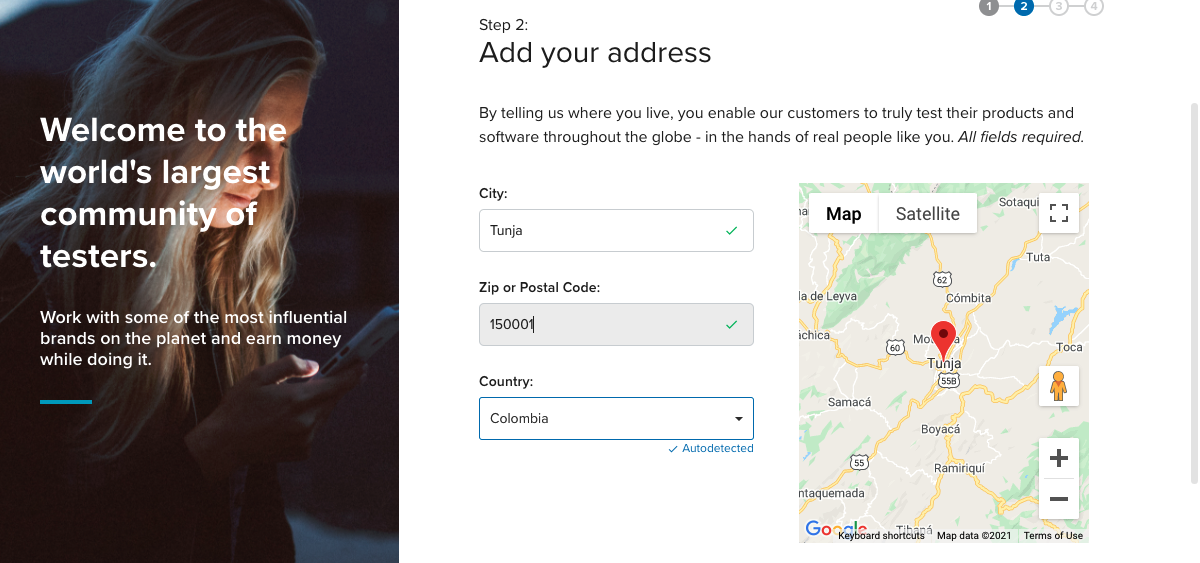 Welcome to the
world's largest
community of
testers.
Work with some of the most influential
brands on the planet and earn money
while doing it.
1 2 3 4
Step 2:
Add your address
By telling us where you live, you enable our customers to truly test their products and
software throughout the globe - in the hands of real people like you. All fields required.
City:
Tunja
Zip or Postal Code:
150001
Country:
Colombia
Autodetected
Map Satellite
Sotaqui
Tuta
62
la de Leyva
Cómbita
áchica
60
Toca
Tunja
55B
Samacá
Boyacá
55
Ramiriquí
ntaquemada
Google
Tibaná
Keyboard shortcuts Map data ©2021 Terms of Use